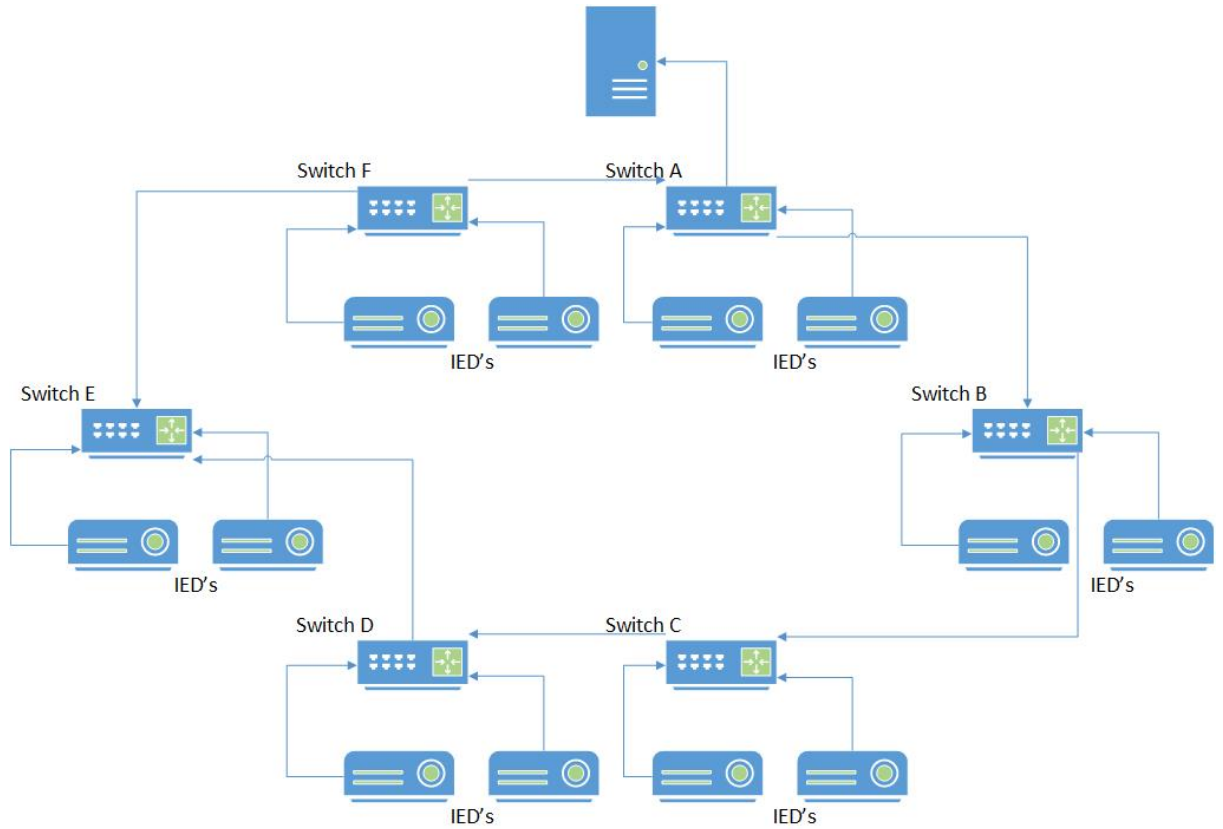 Switch F
Switch A
IED's
IED's
Switch E
Switch B
IED's
IED's
Switch D
Switch C
IED's
IED's